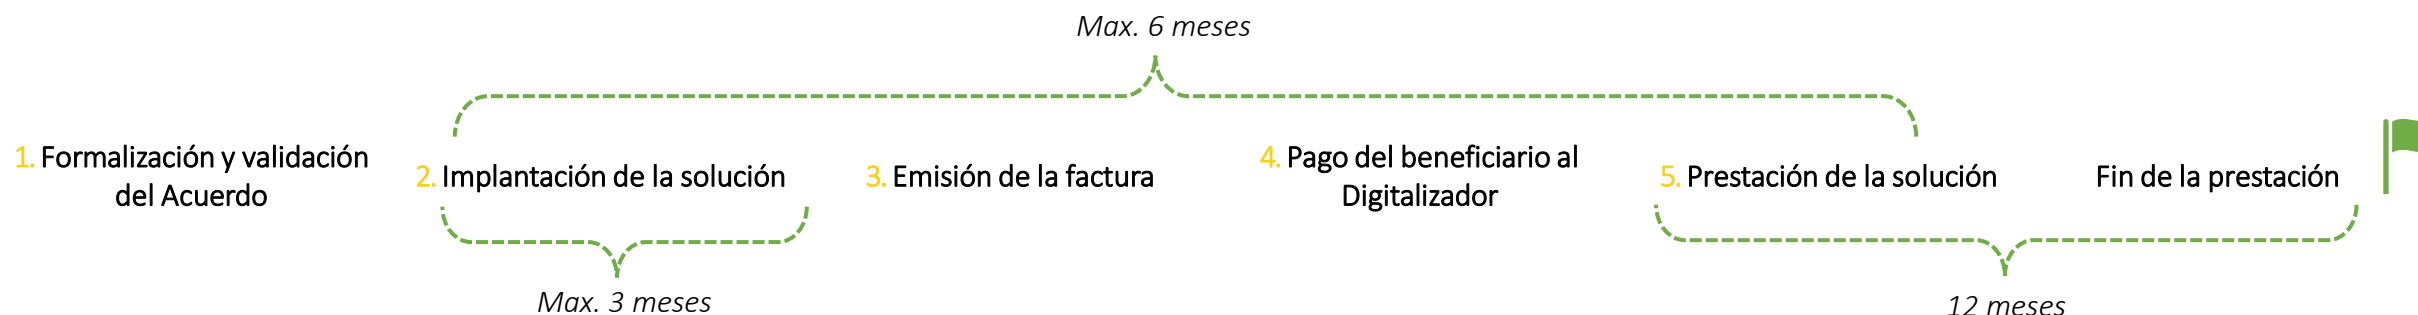 Max. 6 meses
1. Formalización y validación
del Acuerdo
2. Implantación de la solución
3. Emisión de la factura
4. Pago del beneficiario al
Digitalizador
5. Prestación de la solución
Fin de la prestación
Max. 3 meses
12 meses